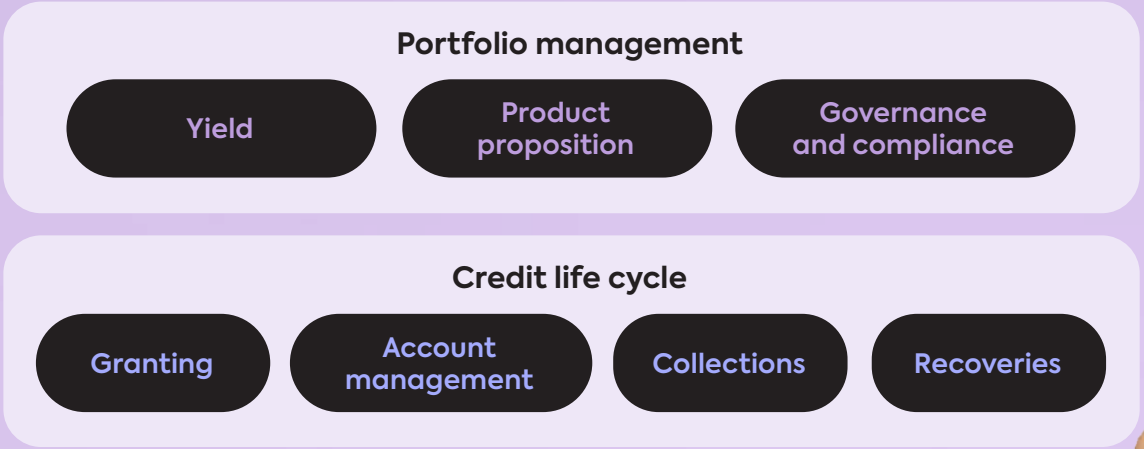 Portfolio management
Yield
Product
proposition
Governance
and compliance
Credit life cycle
Granting
Account
management
Collections
Recoveries